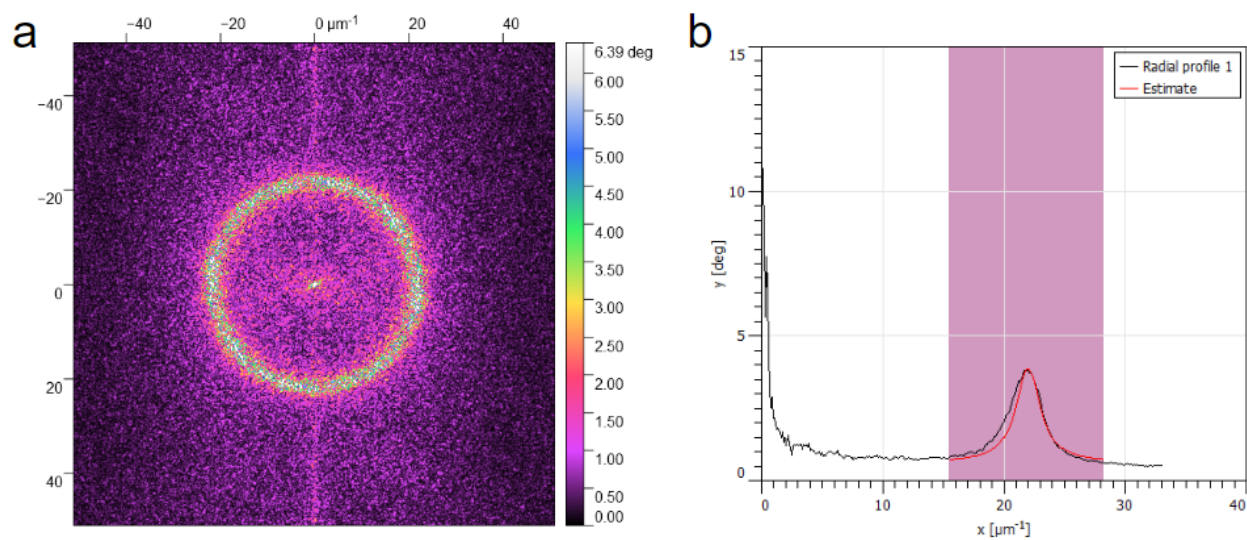 a
−40 −20 0 µm⁻¹ 20 40
−40
−20
0
20
40
6.39 deg
6.00
5.50
5.00
4.50
4.00
3.50
3.00
2.50
2.00
1.50
1.00
0.50
0.00
b
15
10
5
0
y [deg]
Radial profile 1
Estimate
0 10 20 30 40
x [µm⁻¹]